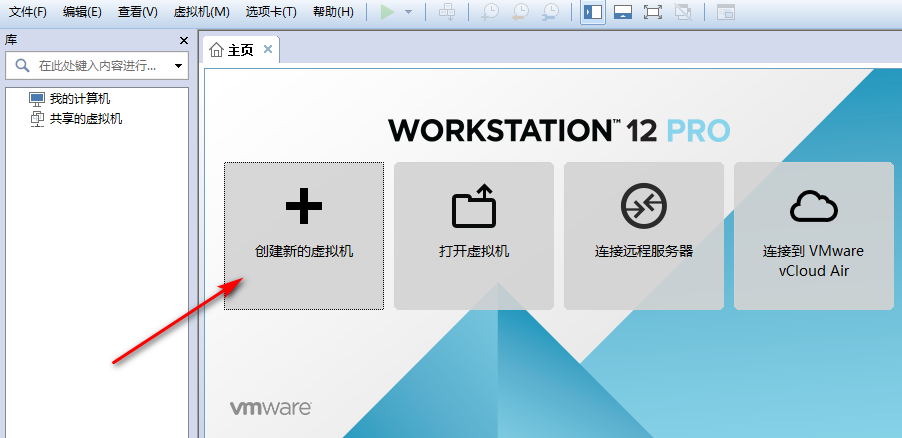 文件(F) 编辑(E) 查看(V) 虚拟机(M) 选项卡(T) 帮助(H)
库
在此处键入内容进行...
我的计算机
共享的虚拟机
主页
WORKSTATION™ 12 PRO
创建新的虚拟机
打开虚拟机
连接远程服务器
连接到 VMware
vCloud Air
vmware